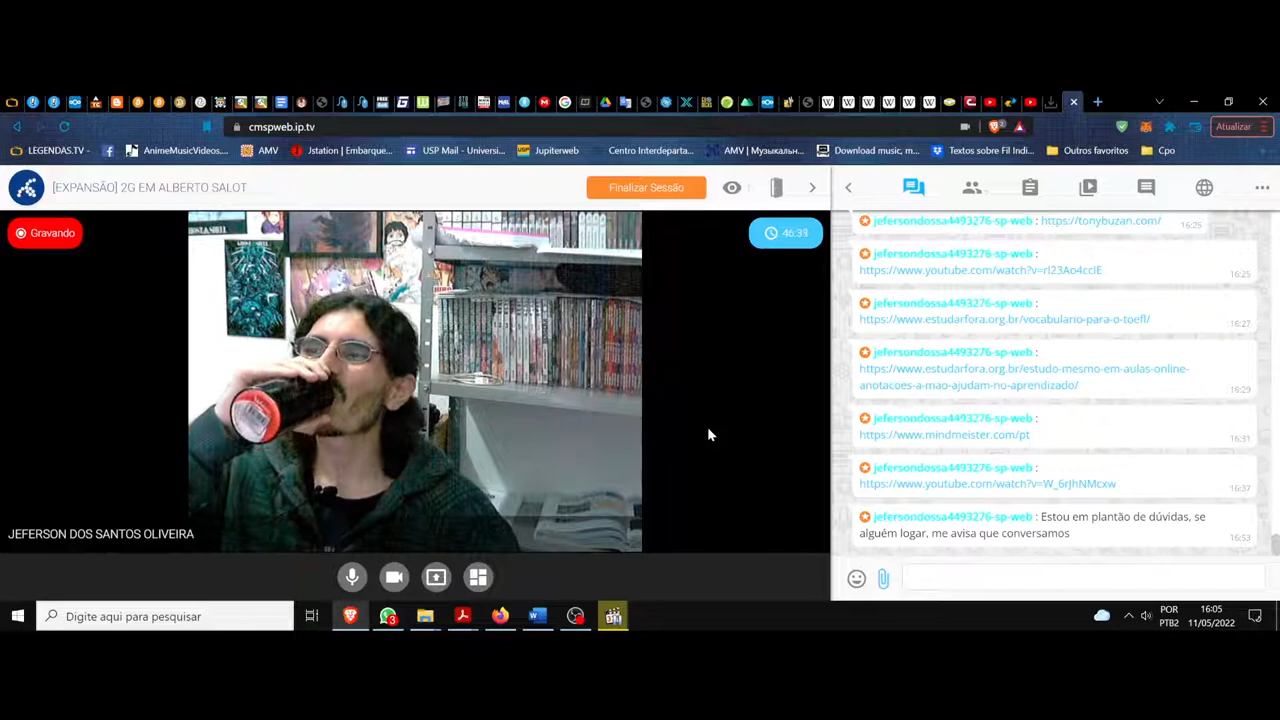 cmspweb.ip.tv
Atualizar
LEGENDAS.TV -
AnimeMusicVideos...
AMV
Jstation | Embarque...
USP Mail - Universi...
USP
Jupiterweb
Centro Interdeparta...
AMV | Музыкальн...
Download music, m...
Textos sobre Fil Indi...
Outros favoritos
Cpo
[EXPANSÃO] 2G EM ALBERTO SALOT
Finalizar Sessão
Gravando
JEFERSON DOS SANTOS OLIVEIRA
jefersondossa4493276-sp-web : https://tonybuzan.com/
16:25
jefersondossa4493276-sp-web :
https://www.youtube.com/watch?v=rl23Ao4ccIE
16:25
jefersondossa4493276-sp-web :
https://www.estudarfora.org.br/vocabulario-para-o-toefl/
16:27
jefersondossa4493276-sp-web :
https://www.estudarfora.org.br/estudo-mesmo-em-aulas-online-
anotacoes-a-mao-ajudam-no-aprendizado/
16:29
jefersondossa4493276-sp-web :
https://www.mindmeister.com/pt
16:31
jefersondossa4493276-sp-web :
https://www.youtube.com/watch?v=W_6rJhNMcxw
16:37
jefersondossa4493276-sp-web : Estou em plantão de dúvidas, se
alguém logar, me avisa que conversamos
16:53
Digite aqui para pesquisar
3
POR
PTB2
16:05
11/05/2022